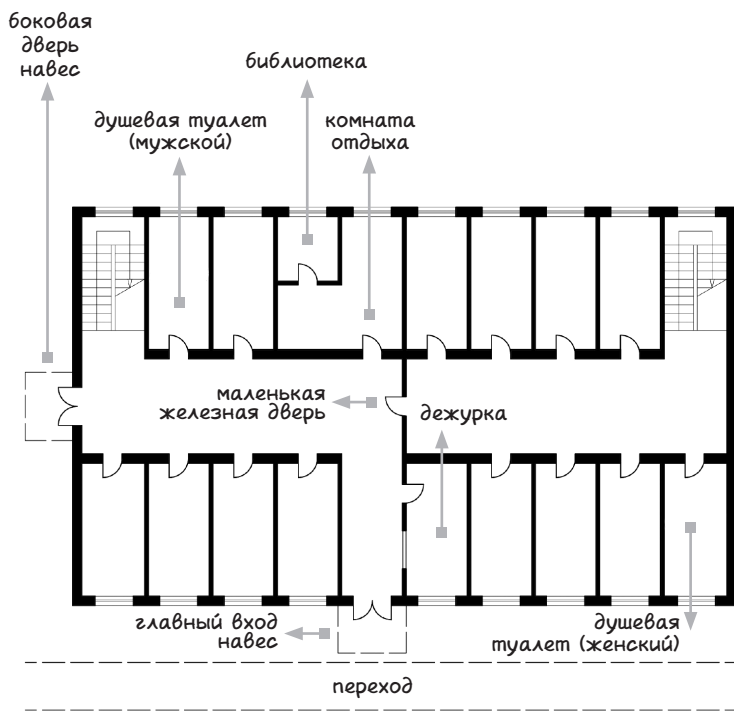 боковая
дверь
навес
библиотека
душевая туалет
(мужской)
комната
отдыха
маленькая
железная дверь
дежурка
главный вход
навес
душевая
туалет (женский)
переход